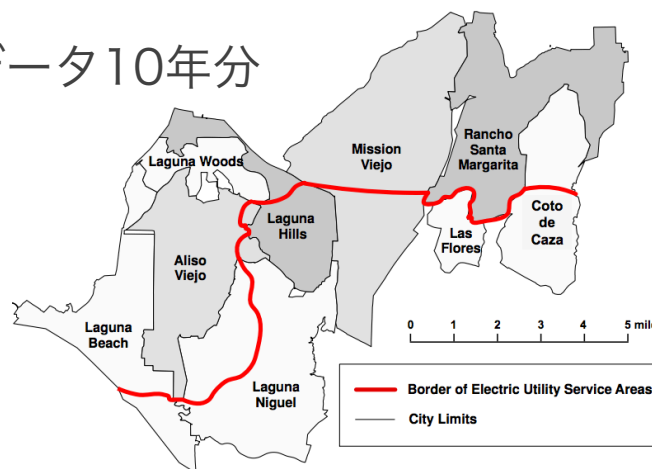 データ10年分
Laguna Woods
Mission
Viejo
Rancho
Santa
Margarita
Laguna
Hills
Las
Flores
Coto
de
Caza
Aliso
Viejo
Laguna
Beach
Laguna
Niguel
0 1 2 3 4 5 mil
Border of Electric Utility Service Areas
City Limits